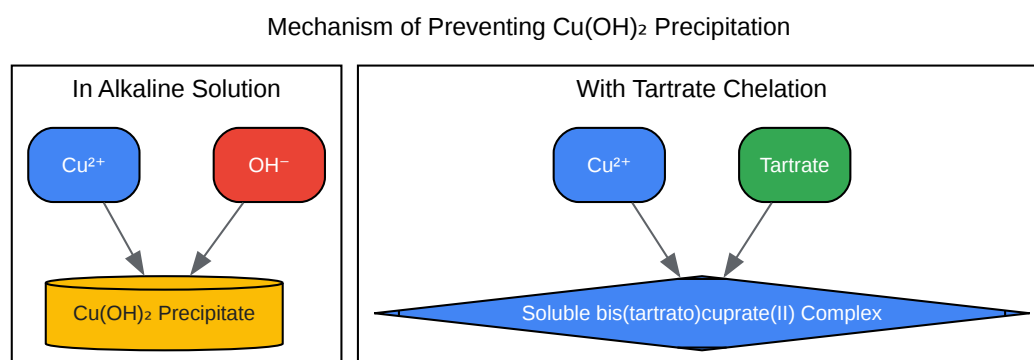 Mechanism of Preventing Cu(OH)₂ Precipitation
In Alkaline Solution
With Tartrate Chelation
Cu²⁺
OH⁻
Cu²⁺
Tartrate
Cu(OH)₂ Precipitate
Soluble bis(tartrato)cuprate(II) Complex